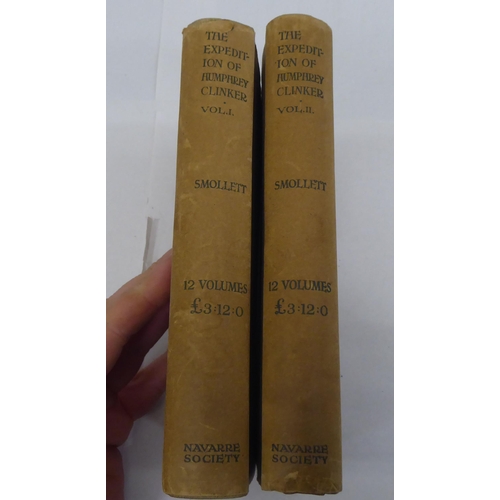 THE
EXPEDIT-
ION OF
HUMPHREY
CLINKER
VOL.I.
SMOLLETT
12 VOLUMES
£3:12:0
NAVARRE
SOCIETY
THE
EXPEDIT-
ION OF
HUMPHREY
CLINKER
VOL.II.
SMOLLETT
12 VOLUMES
£3:12:0
NAVARRE
SOCIETY